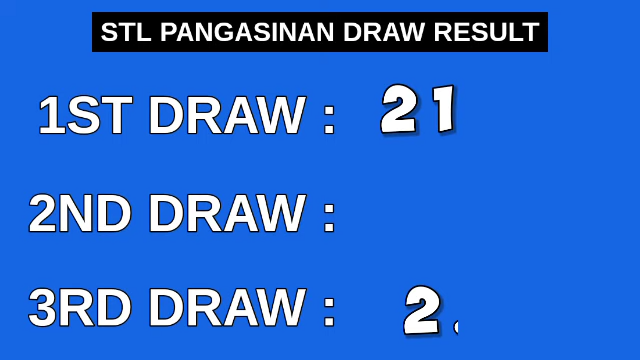 STL PANGASINAN DRAW RESULT
1ST DRAW : 21
2ND DRAW :
3RD DRAW : 2